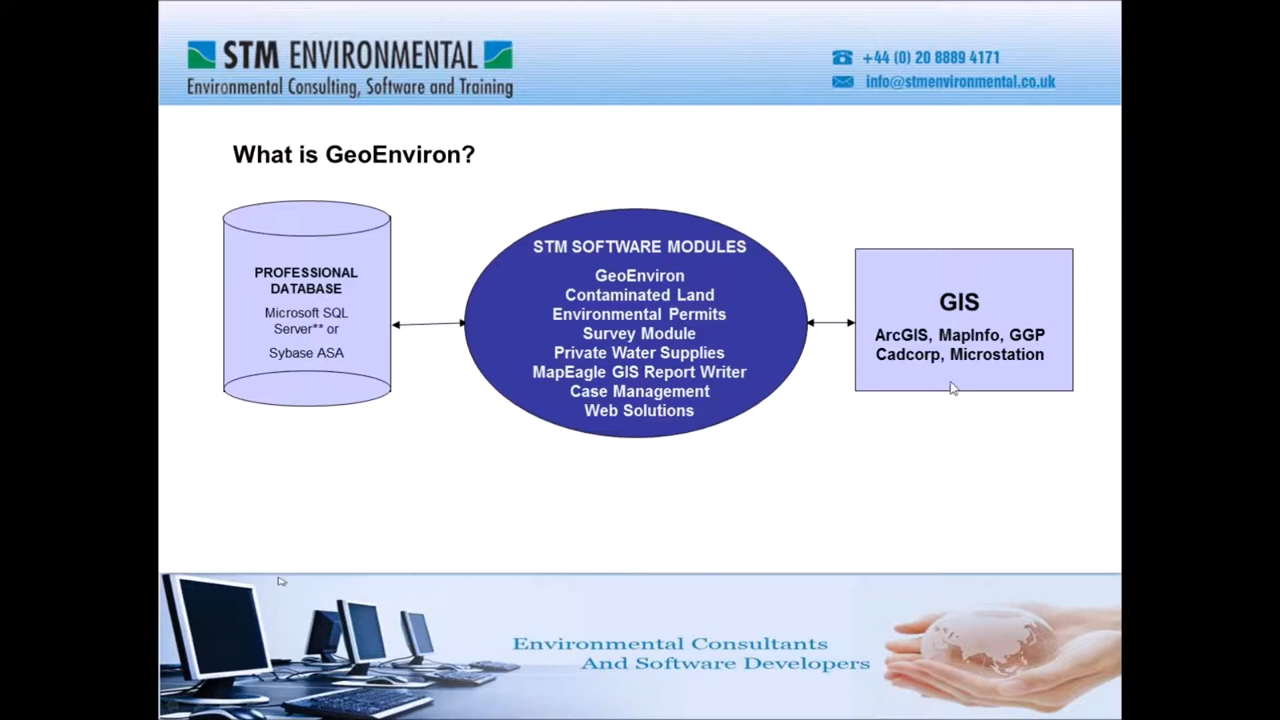 STM ENVIRONMENTAL
Environmental Consulting, Software and Training
+44 (0) 20 8889 4171
info@stmenvironmental.co.uk
What is GeoEnviron?
PROFESSIONAL
DATABASE
Microsoft SQL
Server** or
Sybase ASA
STM SOFTWARE MODULES
GeoEnviron
Contaminated Land
Environmental Permits
Survey Module
Private Water Supplies
MapEagle GIS Report Writer
Case Management
Web Solutions
GIS
ArcGIS, MapInfo, GGP
Cadcorp, Microstation
Environmental Consultants
And Software Developers